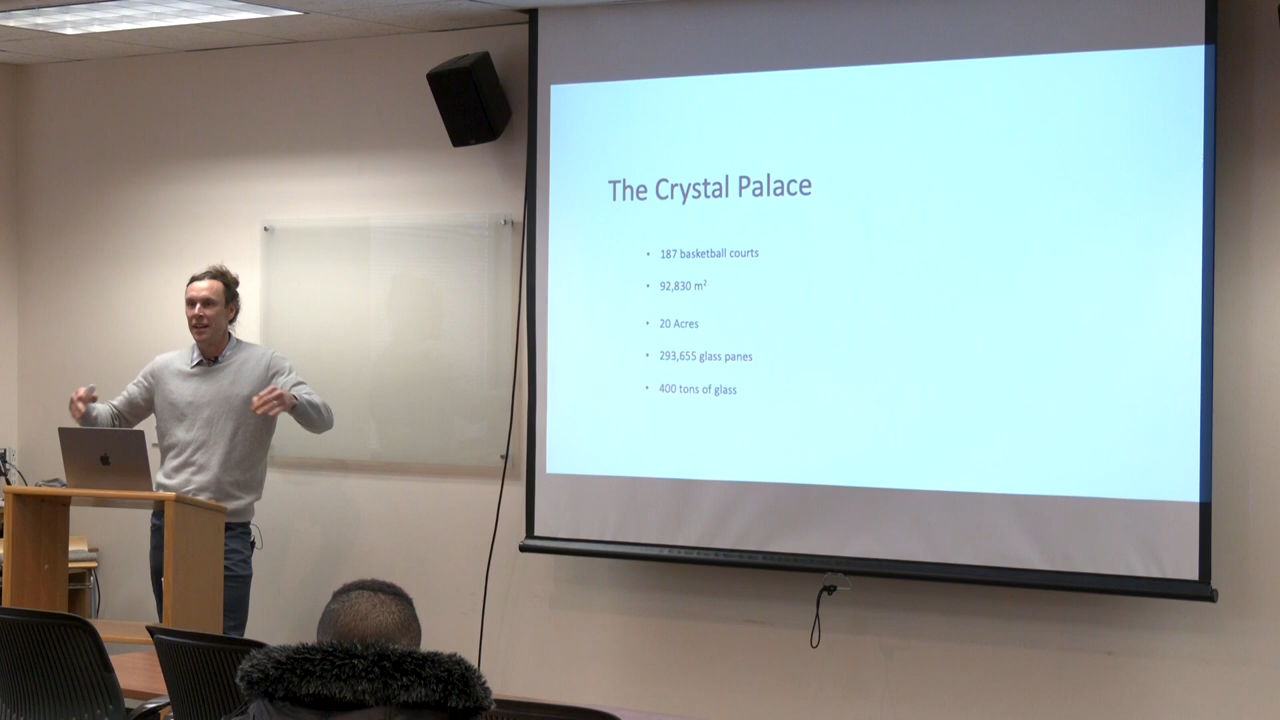 The Crystal Palace
• 187 basketball courts
• 92,830 m²
• 20 Acres
• 293,655 glass panes
• 400 tons of glass